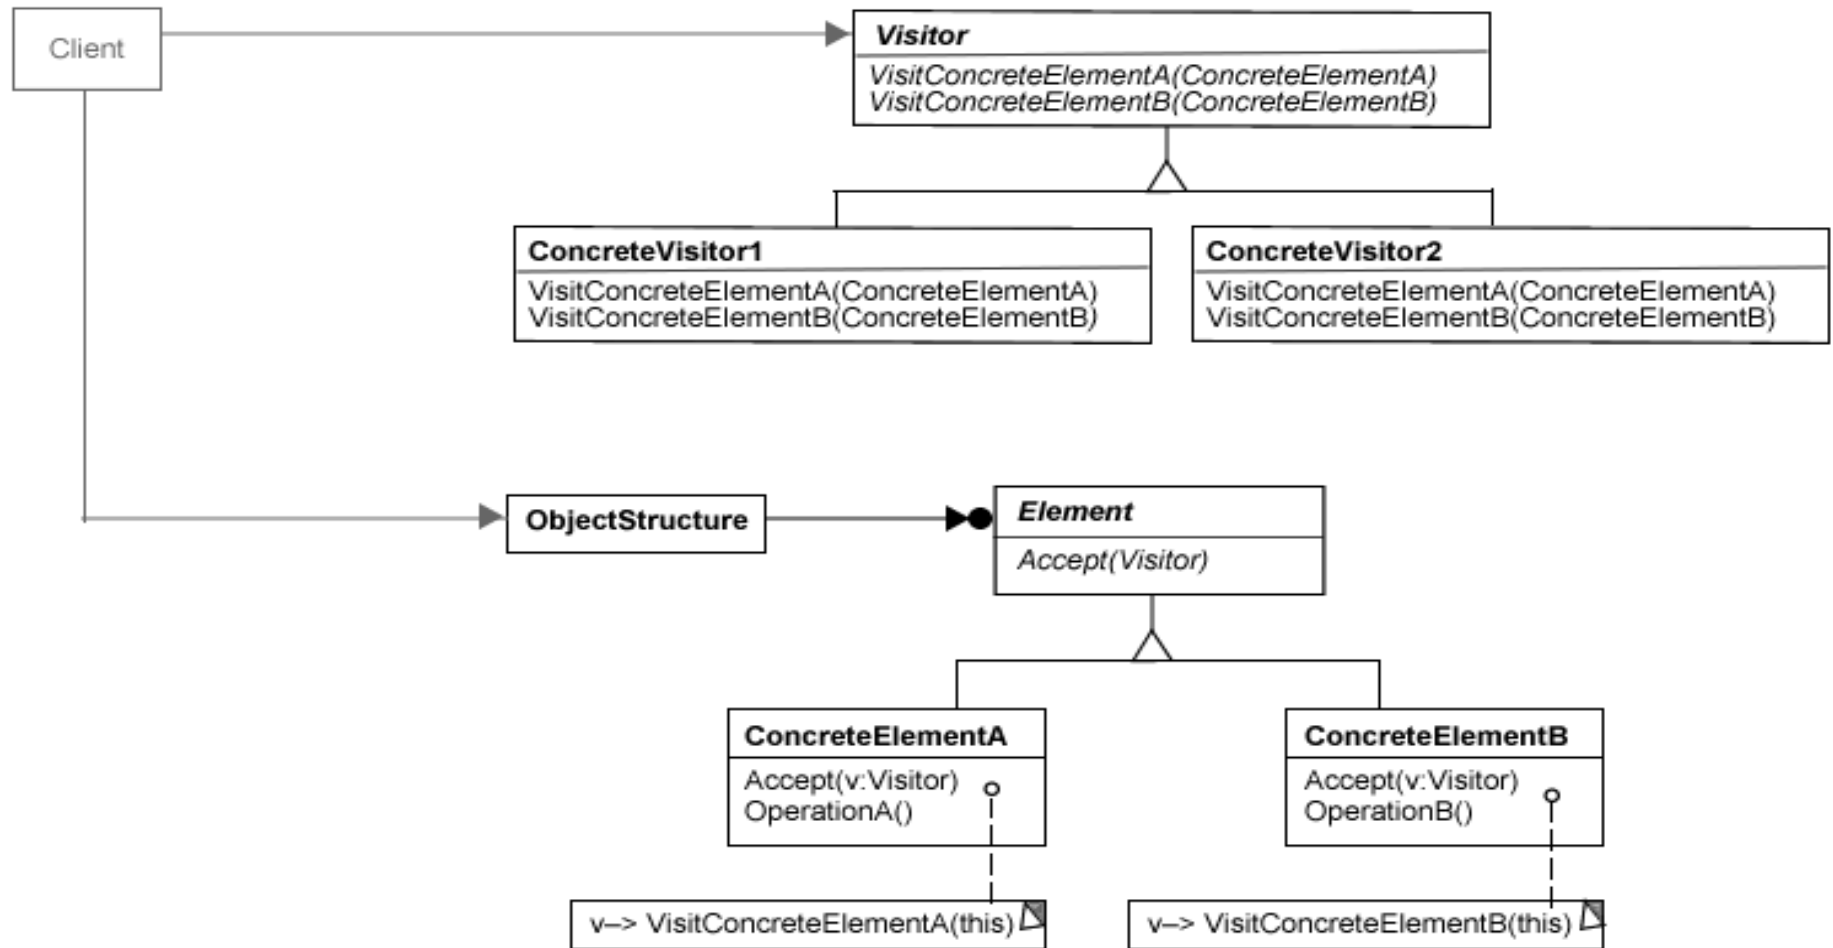 Client
Visitor
VisitConcreteElementA(ConcreteElementA)
VisitConcreteElementB(ConcreteElementB)
ConcreteVisitor1
VisitConcreteElementA(ConcreteElementA)
VisitConcreteElementB(ConcreteElementB)
ConcreteVisitor2
VisitConcreteElementA(ConcreteElementA)
VisitConcreteElementB(ConcreteElementB)
ObjectStructure
Element
Accept(Visitor)
ConcreteElementA
Accept(v:Visitor)
OperationA()
ConcreteElementB
Accept(v:Visitor)
OperationB()
v–> VisitConcreteElementA(this)
v–> VisitConcreteElementB(this)